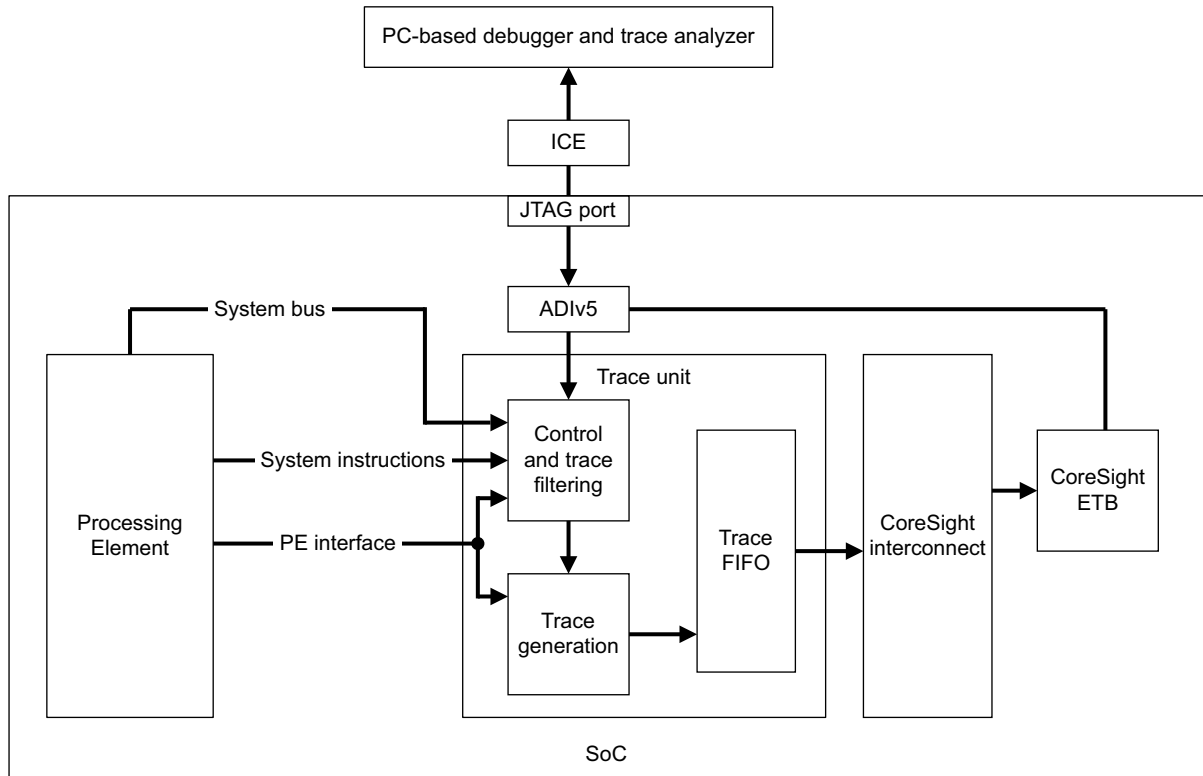 PC-based debugger and trace analyzer
ICE
JTAG port
ADIv5
System bus
Trace unit
Control
and trace
filtering
System instructions
Processing
Element
PE interface
Trace
FIFO
Trace
generation
CoreSight
interconnect
CoreSight
ETB
SoC